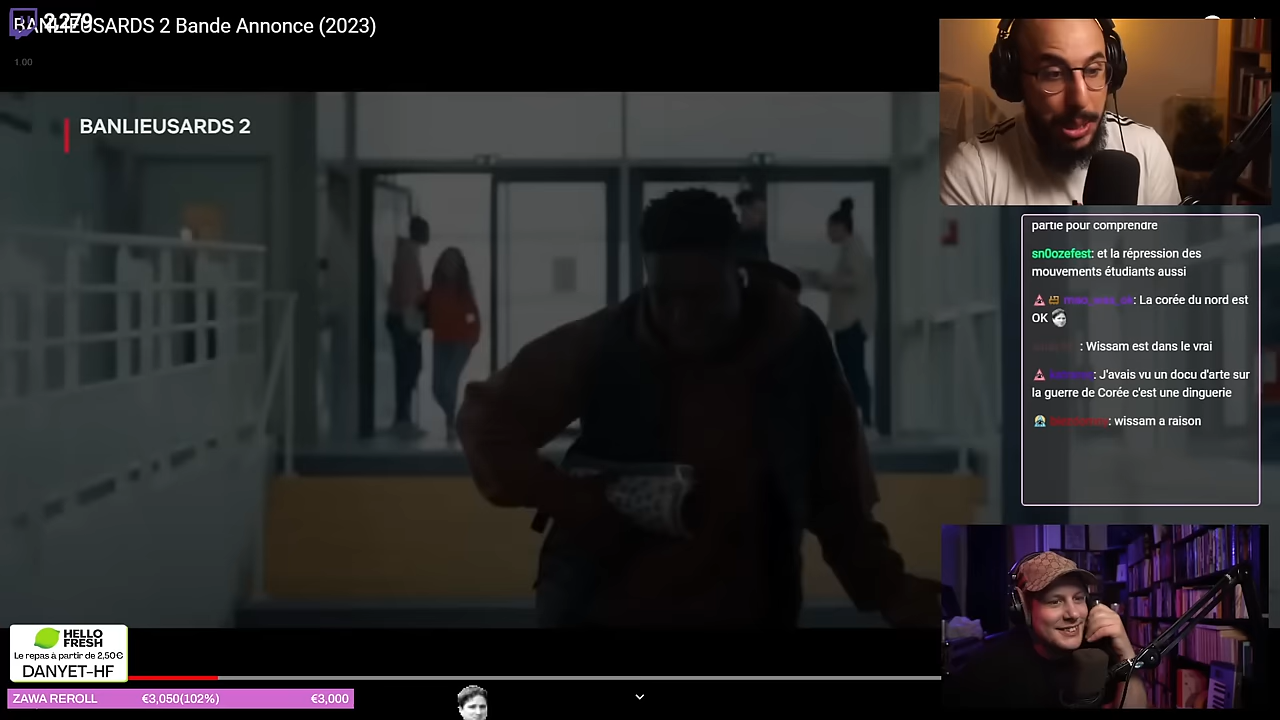 2,279
BANLIEUSARDS 2 Bande Annonce (2023)
1.00
BANLIEUSARDS 2
partie pour comprendre
sn0ozefest: et la répression des
mouvements étudiants aussi
: La corée du nord est
OK
: Wissam est dans le vrai
: J'avais vu un docu d'arte sur
la guerre de Corée c'est une dinguerie
: wissam a raison
HELLO
FRESH
Le repas à partir de 2,50€
DANYET-HF
ZAWA REROLL €3,050(102%) €3,000